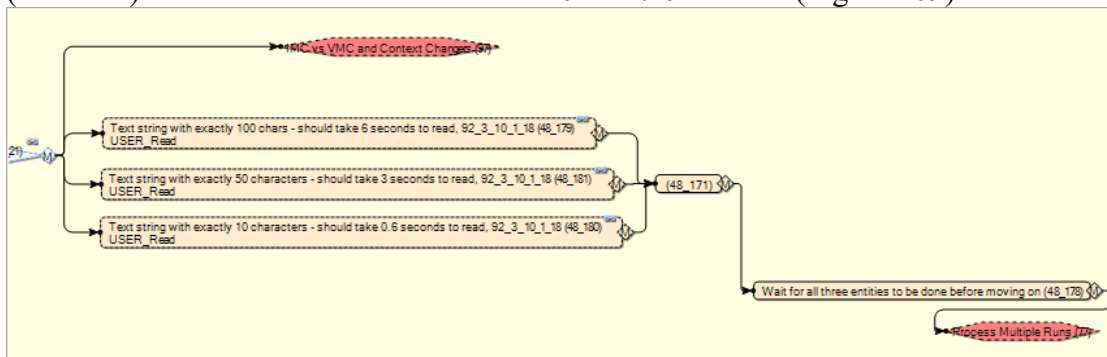 IMC vs VMC and Context Changes (97)
Text string with exactly 100 chars - should take 6 seconds to read, 92_3_10_1_18 (48_179)
USER_Read
21)
M
M
Text string with exactly 50 characters - should take 3 seconds to read, 92_3_10_1_18 (48_181)
USER_Read
M
(48_171)
M
Text string with exactly 10 characters - should take 0.6 seconds to read, 92_3_10_1_18 (48_180)
USER_Read
M
Wait for all three entities to be done before moving on (48_178)
M
Process Multiple Runs